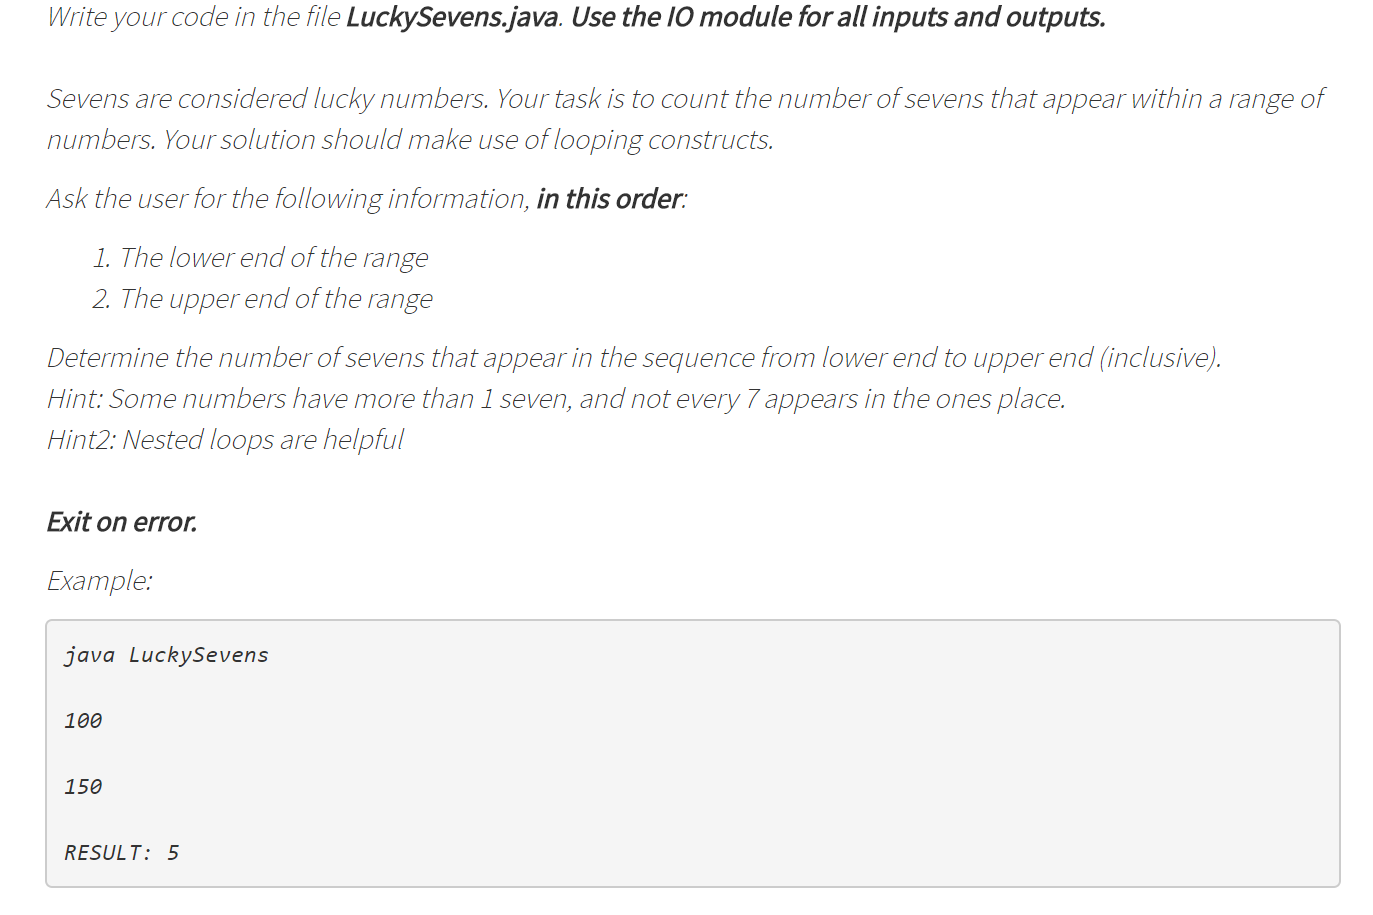 Write your code in the file LuckySevens.java. Use the IO module for all inputs and outputs.
Sevens are considered lucky numbers. Your task is to count the number of sevens that appear within a range of
numbers. Your solution should make use of looping constructs.
Ask the user for the following information, in this order:
1. The lower end of the range
2. The upper end of the range
Determine the number of sevens that appear in the sequence from lower end to upper end (inclusive).
Hint: Some numbers have more than 1 seven, and not every 7 appears in the ones place.
Hint2: Nested loops are helpful
Exit on error.
Example:
java LuckySevens
100
150
RESULT: 5